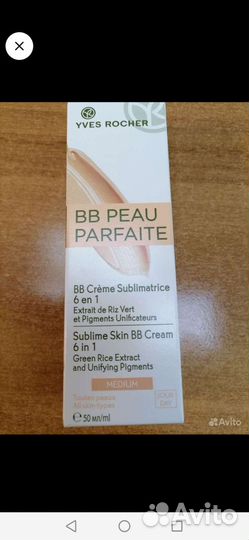 YVES ROCHER
BB PEAU
PARFAITE
BB Crème Sublimatrice
6 en 1
Extrait de Riz Vert
et Pigments Unificateurs
Sublime Skin BB Cream
6 in 1
Green Rice Extract
and Unifying Pigments
MEDIUM
Toutes peaux
All skin types
JOUR
DAY
℮ 50 мл/ml
Avito
Avito